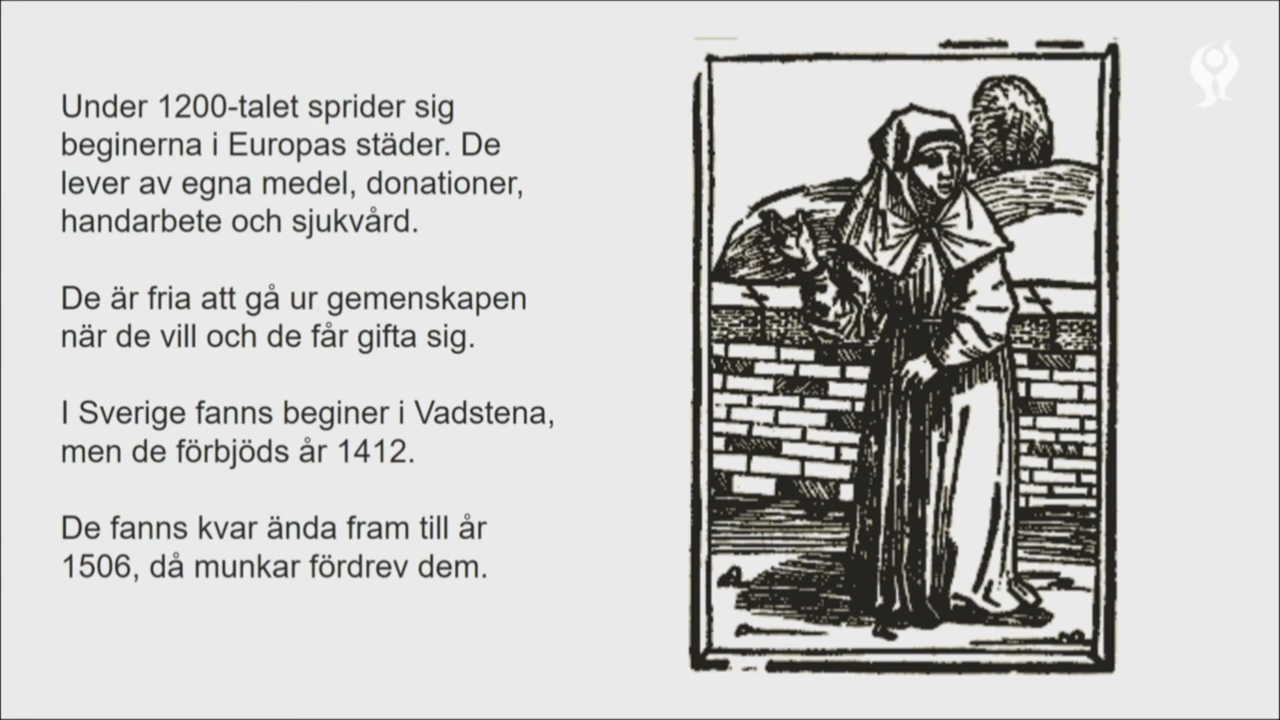 Under 1200-talet sprider sig
beginerna i Europas städer. De
lever av egna medel, donationer,
handarbete och sjukvård.
De är fria att gå ur gemenskapen
när de vill och de får gifta sig.
I Sverige fanns beginer i Vadstena,
men de förbjöds år 1412.
De fanns kvar ända fram till år
1506, då munkar fördrev dem.